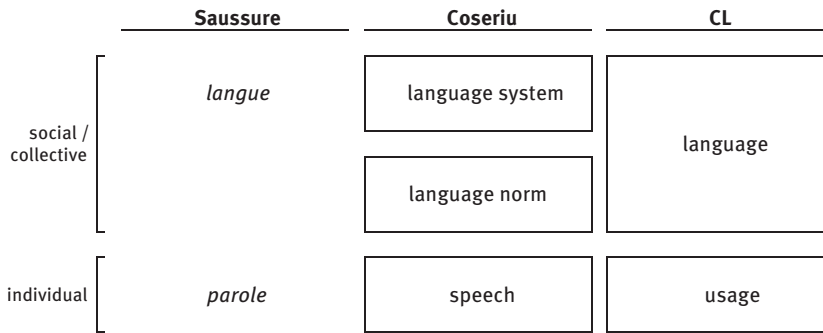 Saussure Coseriu CL
langue language system
social /
collective
language
language norm
individual parole speech usage